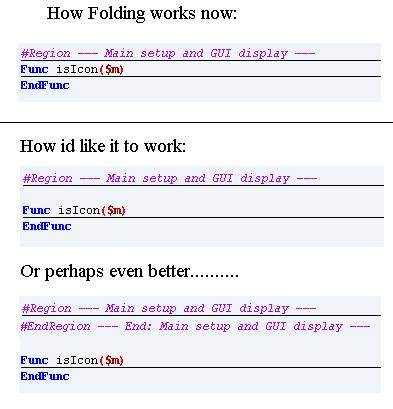 How Folding works now:
#Region --- Main setup and GUI display ---
Func isIcon($m)
EndFunc
How id like it to work:
#Region --- Main setup and GUI display ---
Func isIcon($m)
EndFunc
Or perhaps even better..........
#Region --- Main setup and GUI display ---
#EndRegion --- End: Main setup and GUI display ---
Func isIcon($m)
EndFunc